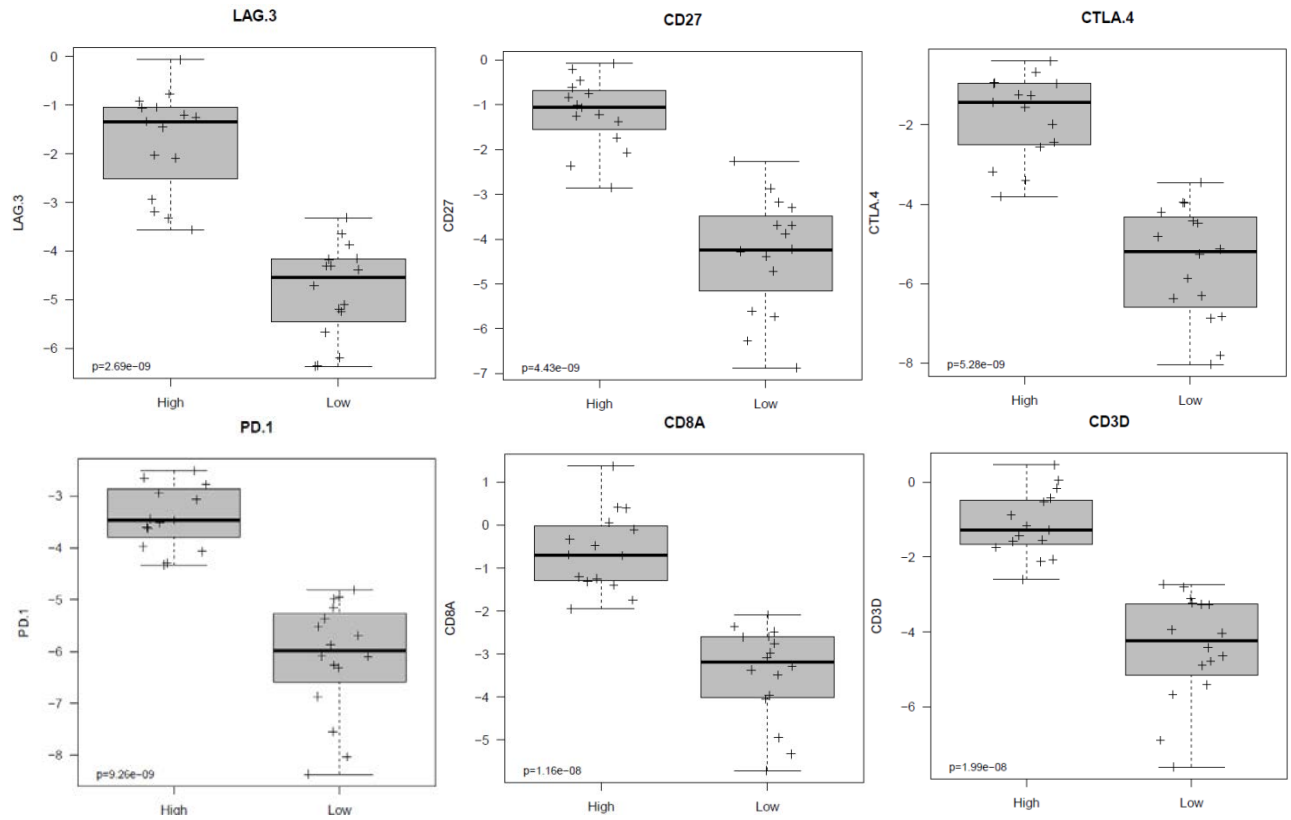 LAG.3
LAG.3
0
−1
−2
−3
−4
−5
−6
p=2.69e−09
High
Low
CD27
CD27
0
−1
−2
−3
−4
−5
−6
−7
p=4.43e−09
High
Low
CTLA.4
CTLA.4
−2
−4
−6
−8
p=5.28e−09
High
Low
PD.1
PD.1
−3
−4
−5
−6
−7
−8
p=9.26e−09
High
Low
CD8A
CD8A
1
0
−1
−2
−3
−4
−5
p=1.16e−08
High
Low
CD3D
CD3D
0
−2
−4
−6
p=1.99e−08
High
Low